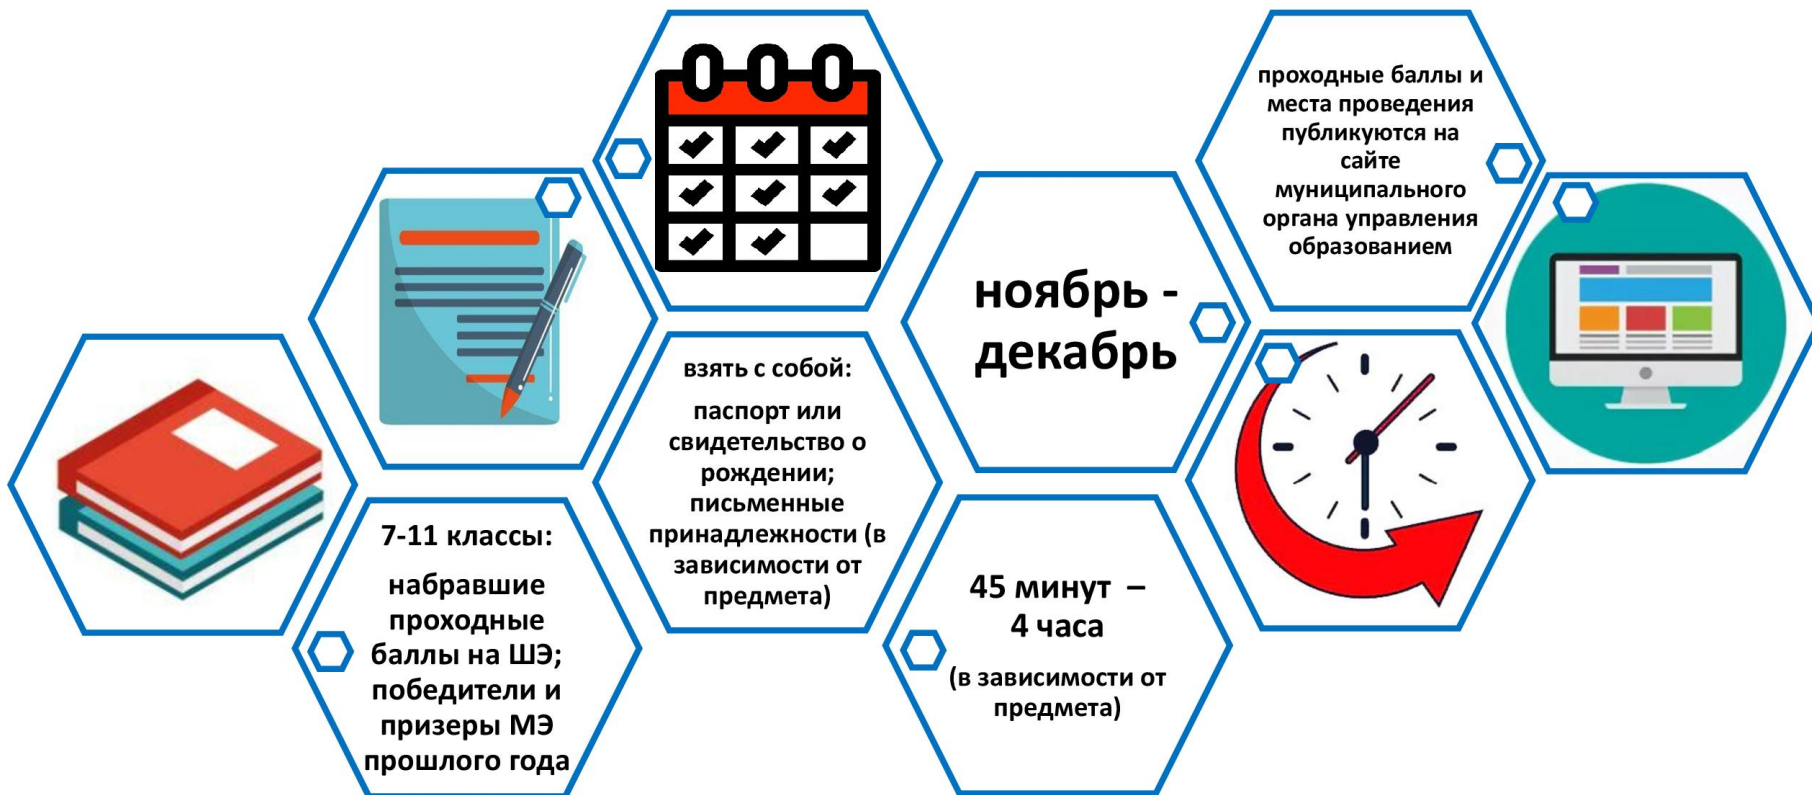 7-11 классы:
набравшие
проходные
баллы на ШЭ;
победители и
призеры МЭ
прошлого года
взять с собой:
паспорт или
свидетельство о
рождении;
письменные
принадлежности (в
зависимости от
предмета)
ноябрь -
декабрь
45 минут –
4 часа
(в зависимости от
предмета)
проходные баллы и
места проведения
публикуются на
сайте
муниципального
органа управления
образованием